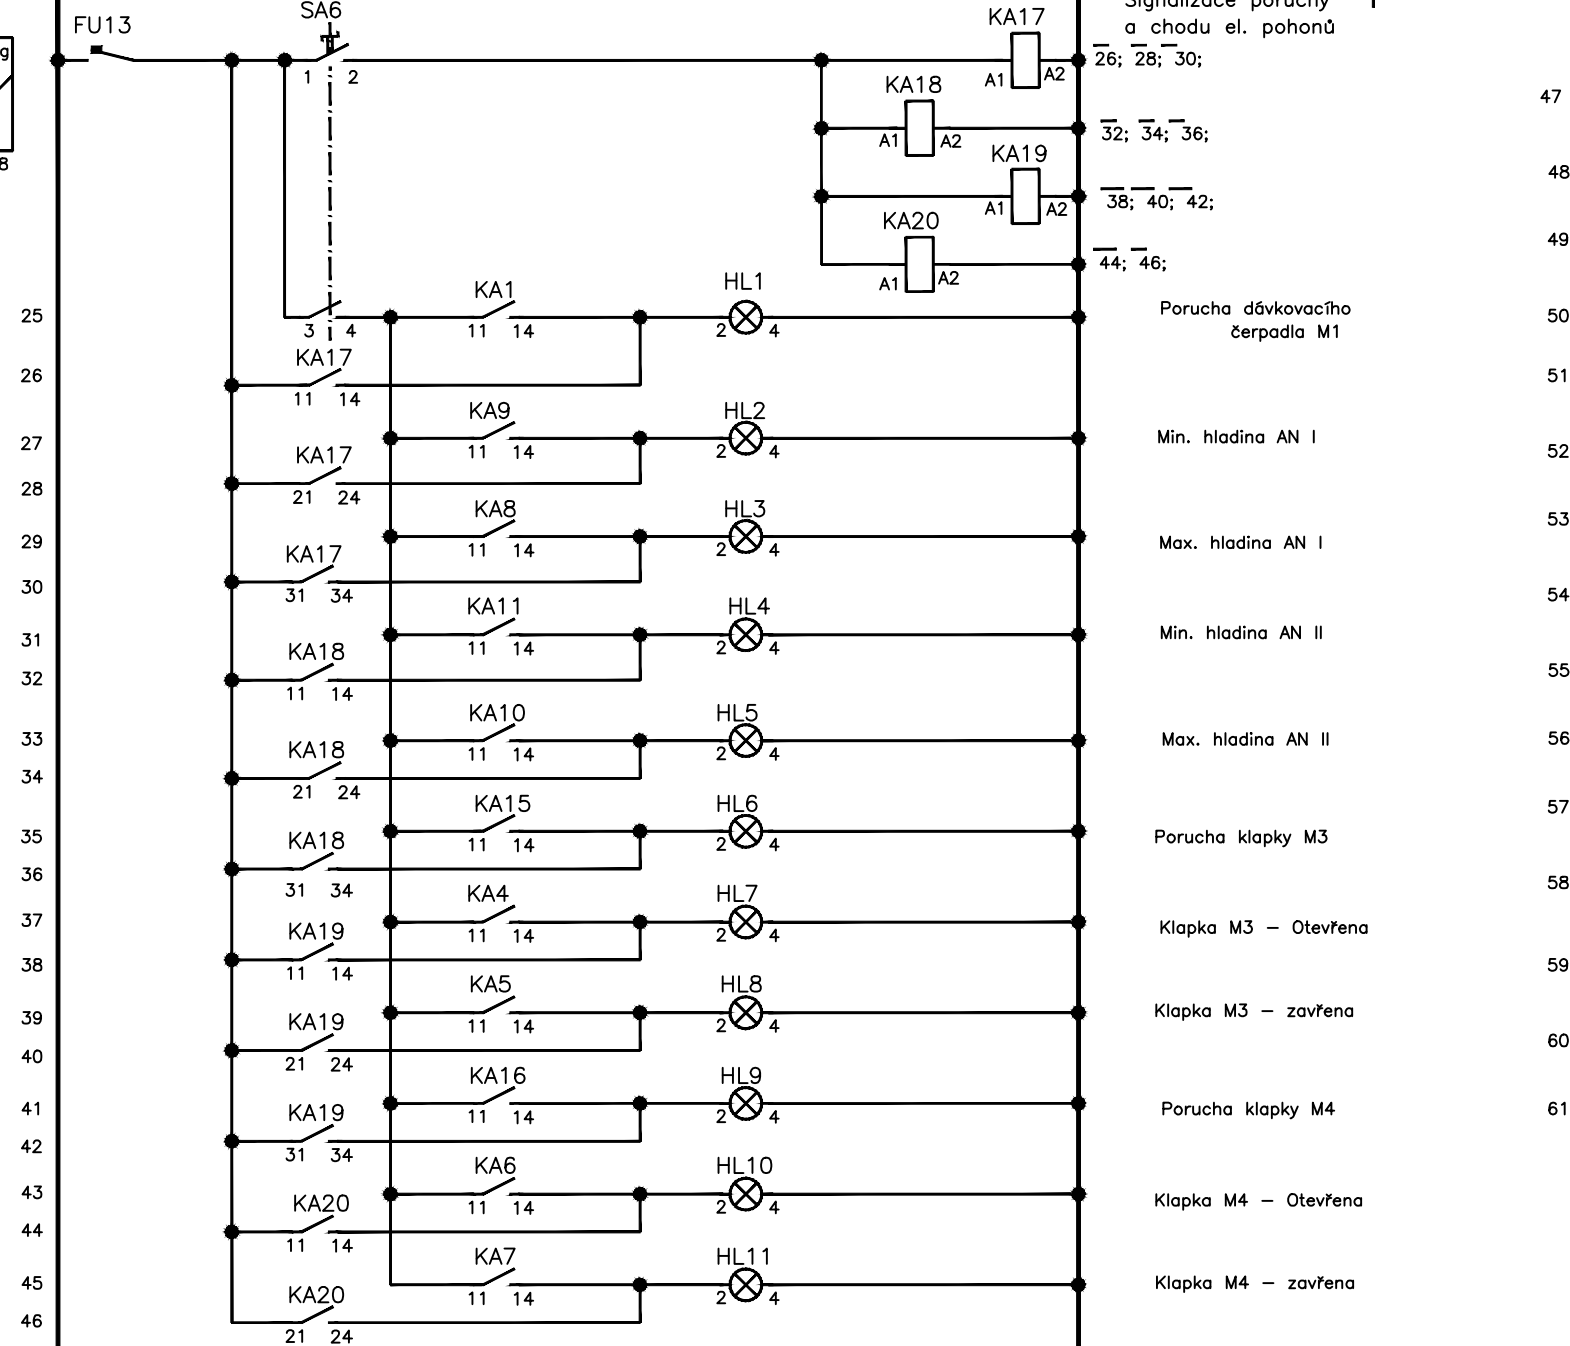 SA6
KA17
Signalizace poruchy
FU13
a chodu el. pohonů
g
1 2
A1 A2
26; 28; 30;
KA18
47
A1 A2
32; 34; 36;
8
KA19
48
A1 A2
38; 40; 42;
KA20
49
A1 A2
44; 46;
KA1 HL1
25 3 4 11 14 2 4 Porucha dávkovacího 50
čerpadla M1
KA17
26 11 14 51
KA9 HL2
27 11 14 2 4 Min. hladina AN I 52
KA17
28 21 24
KA8 HL3
53
29 11 14 2 4 Max. hladina AN I
KA17
30 31 34 54
KA11 HL4
31 11 14 2 4 Min. hladina AN II
KA18
32 11 14 55
KA10 HL5
33 11 14 2 4 Max. hladina AN II 56
KA18
34 21 24
KA15 HL6
57
35 11 14 2 4 Porucha klapky M3
KA18
36 31 34 58
KA4 HL7
37 11 14 2 4 Klapka M3 – Otevřena
KA19
38 11 14 59
KA5 HL8
39 11 14 2 4 Klapka M3 – zavřena
KA19
40 21 24 60
KA16 HL9
41 11 14 2 4 Porucha klapky M4 61
KA19
42 31 34
KA6 HL10
43 11 14 2 4 Klapka M4 – Otevřena
KA20
44 11 14
KA7 HL11
45 11 14 2 4 Klapka M4 – zavřena
KA20
46 21 24